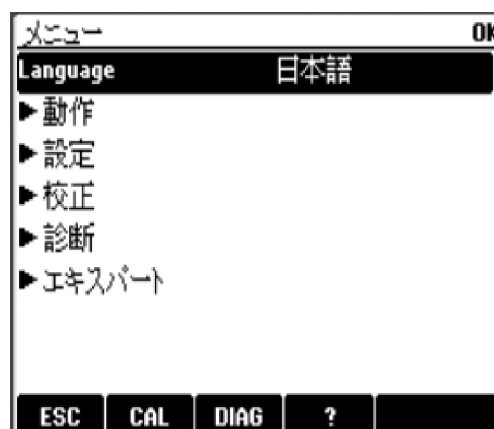 メニュー OK
Language 日本語
▶動作
▶設定
▶校正
▶診断
▶エキスパート
ESC CAL DIAG ?